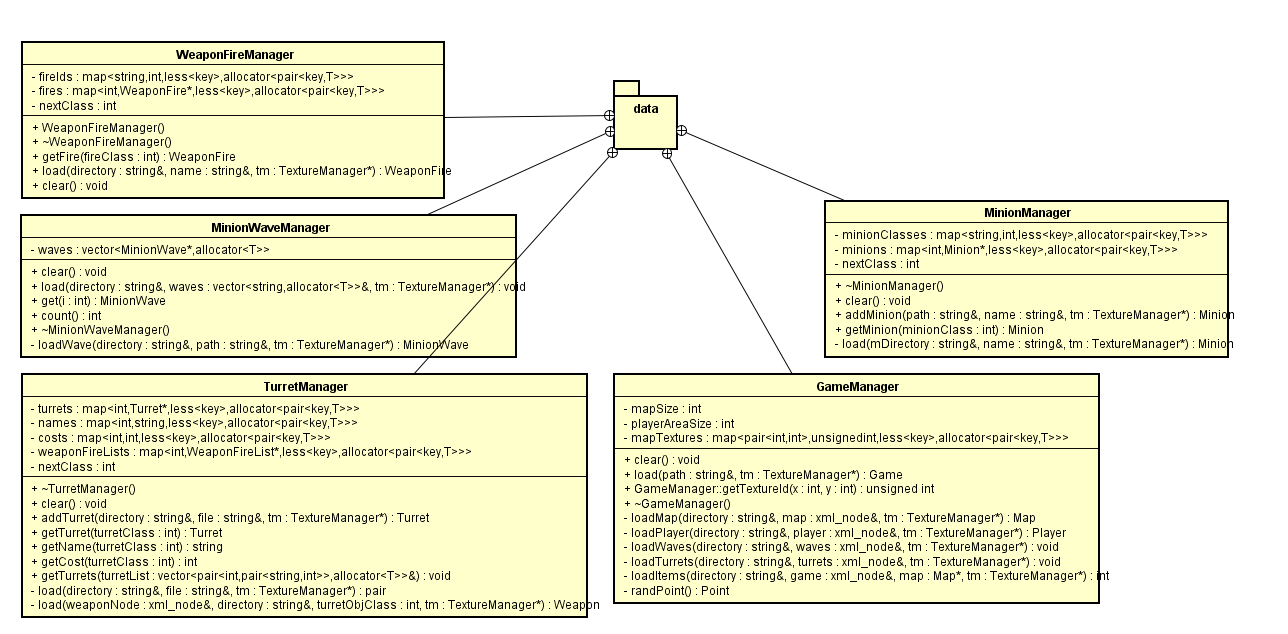 WeaponFireManager
- fireIds : map<string,int,less<key>,allocator<pair<key,T>>>
- fires : map<int,WeaponFire*,less<key>,allocator<pair<key,T>>>
- nextClass : int
+ WeaponFireManager()
+ ~WeaponFireManager()
+ getFire(fireClass : int) : WeaponFire
+ load(directory : string&, name : string&, tm : TextureManager*) : WeaponFire
+ clear() : void
data
MinionWaveManager
- waves : vector<MinionWave*,allocator<T>>
+ clear() : void
+ load(directory : string&, waves : vector<string,allocator<T>>&, tm : TextureManager*) : void
+ get(i : int) : MinionWave
+ count() : int
+ ~MinionWaveManager()
- loadWave(directory : string&, path : string&, tm : TextureManager*) : MinionWave
MinionManager
- minionClasses : map<string,int,less<key>,allocator<pair<key,T>>>
- minions : map<int,Minion*,less<key>,allocator<pair<key,T>>>
- nextClass : int
+ ~MinionManager()
+ clear() : void
+ addMinion(path : string&, name : string&, tm : TextureManager*) : Minion
+ getMinion(minionClass : int) : Minion
- load(mDirectory : string&, name : string&, tm : TextureManager*) : Minion
TurretManager
- turrets : map<int,Turret*,less<key>,allocator<pair<key,T>>>
- names : map<int,string,less<key>,allocator<pair<key,T>>>
- costs : map<int,int,less<key>,allocator<pair<key,T>>>
- weaponFireLists : map<int,WeaponFireList*,less<key>,allocator<pair<key,T>>>
- nextClass : int
+ ~TurretManager()
+ clear() : void
+ addTurret(directory : string&, file : string&, tm : TextureManager*) : Turret
+ getTurret(turretClass : int) : Turret
+ getName(turretClass : int) : string
+ getCost(turretClass : int) : int
+ getTurrets(turretList : vector<pair<int,pair<string,int>>,allocator<T>>&) : void
- load(directory : string&, file : string&, tm : TextureManager*) : pair
- load(weaponNode : xml_node&, directory : string&, turretObjClass : int, tm : TextureManager*) : Weapon
GameManager
- mapSize : int
- playerAreaSize : int
- mapTextures : map<pair<int,int>,unsignedint,less<key>,allocator<pair<key,T>>>
+ clear() : void
+ load(path : string&, tm : TextureManager*) : Game
+ GameManager::getTextureId(x : int, y : int) : unsigned int
+ ~GameManager()
- loadMap(directory : string&, map : xml_node&, tm : TextureManager*) : Map
- loadPlayer(directory : string&, player : xml_node&, tm : TextureManager*) : Player
- loadWaves(directory : string&, waves : xml_node&, tm : TextureManager*) : void
- loadTurrets(directory : string&, turrets : xml_node&, tm : TextureManager*) : void
- loadItems(directory : string&, game : xml_node&, map : Map*, tm : TextureManager*) : int
- randPoint() : Point